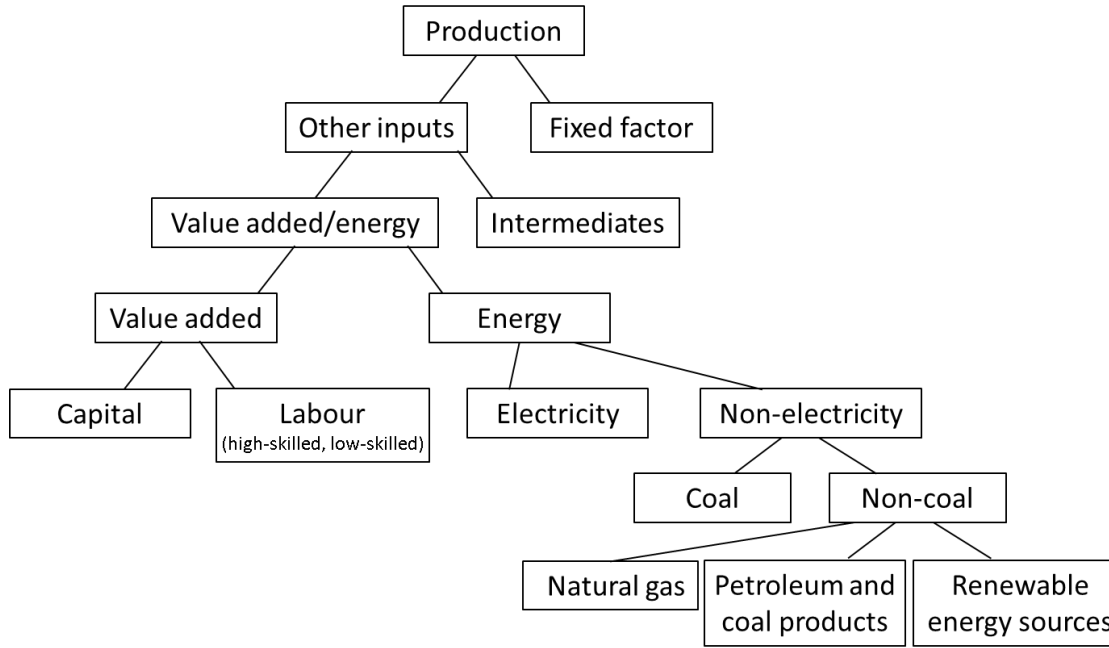 Production
Other inputs
Fixed factor
Value added/energy
Intermediates
Value added
Energy
Capital
Labour
(high-skilled, low-skilled)
Electricity
Non-electricity
Coal
Non-coal
Natural gas
Petroleum and
coal products
Renewable
energy sources